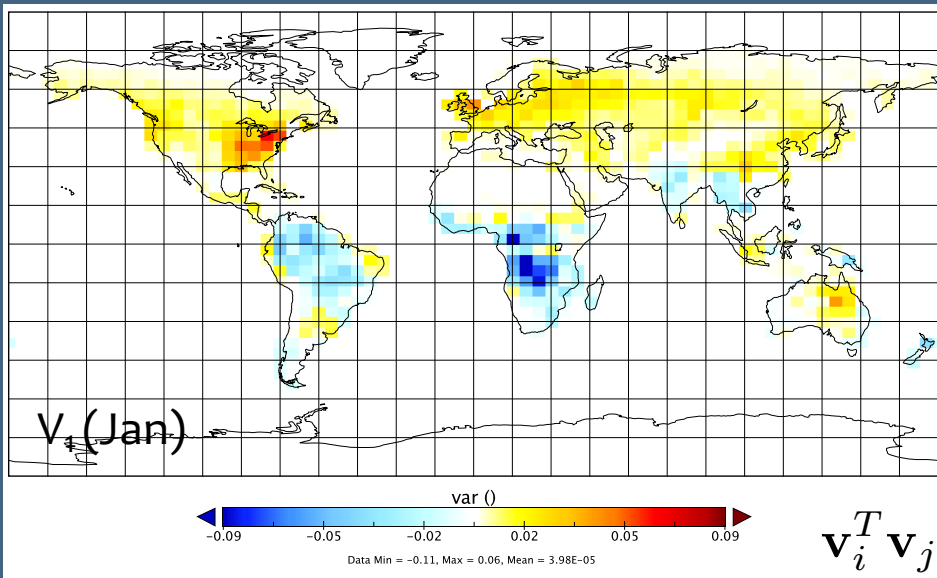 V₁(Jan)
var ()
-0.09 -0.05 -0.02 0.02 0.05 0.09
Data Min = -0.11, Max = 0.06, Mean = 3.98E-05
v_i^T v_j